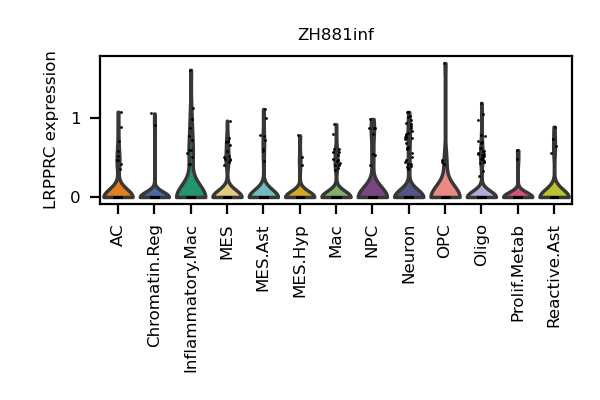 ZH881inf
LRPPRC expression
1
0
AC
Chromatin.Reg
Inflammatory.Mac
MES
MES.Ast
MES.Hyp
Mac
NPC
Neuron
OPC
Oligo
Prolif.Metab
Reactive.Ast